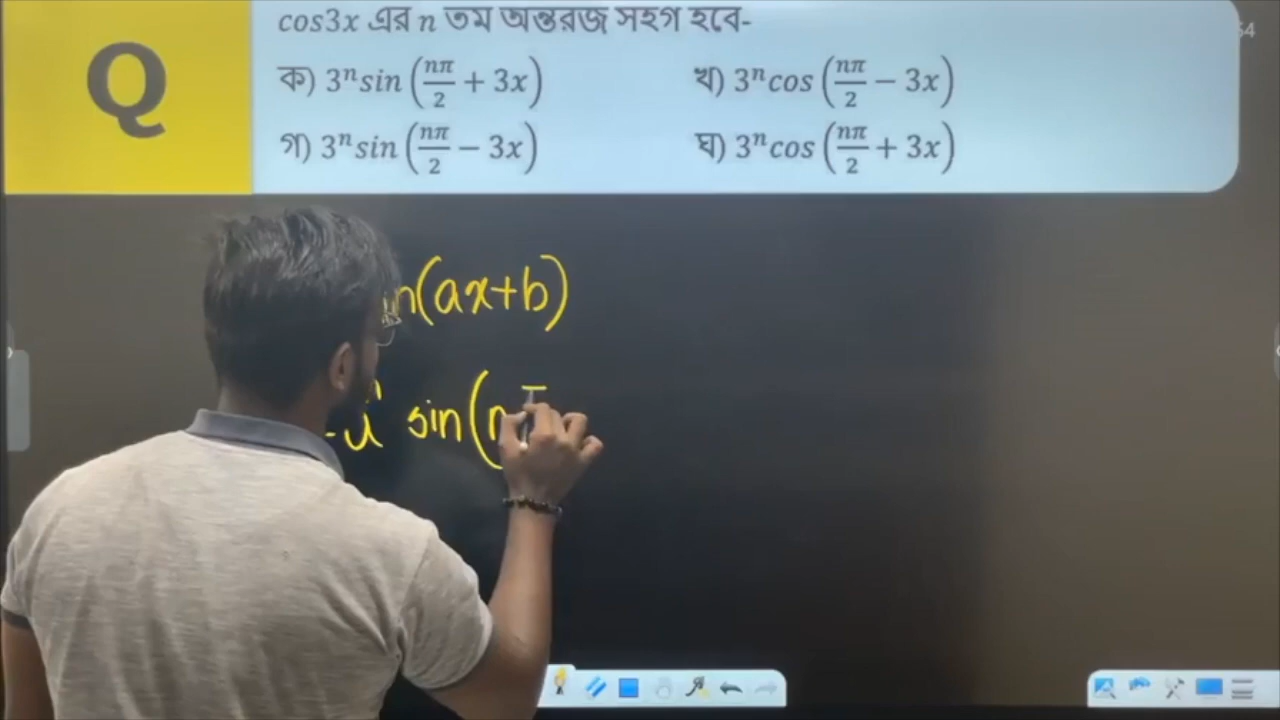 Q
cos3x এর n তম অন্তরজ সহগ হবে-
ক) 3ⁿsin (nπ/2 + 3x) খ) 3ⁿcos (nπ/2 − 3x)
গ) 3ⁿsin (nπ/2 − 3x) ঘ) 3ⁿcos (nπ/2 + 3x)
(ax+b)
sin(